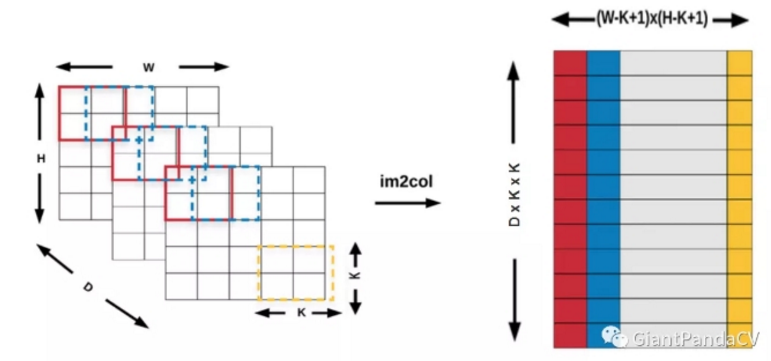 W
H
D
K
K
im2col
(W-K+1)x(H-K+1)
D x K x K
GiantPandaCV